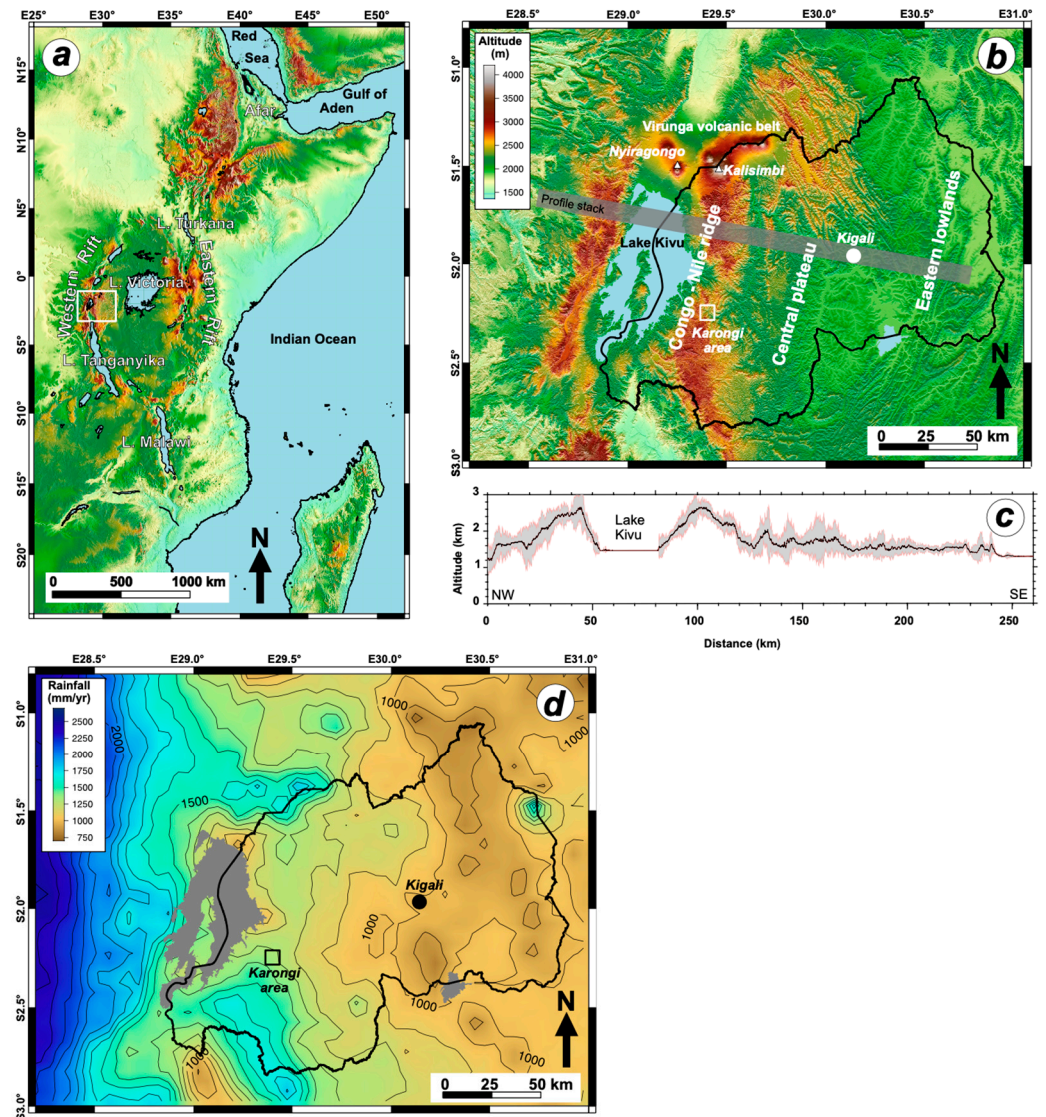 E25° E30° E35° E40° E45° E50°
N15°
N10°
N5°
0°
S5°
S10°
S15°
S20°
a
Red
Sea
Gulf of
Aden
Afar
L. Turkana
Western Rift
Eastern Rift
L. Victoria
Indian Ocean
L. Tanganyika
L. Malawi
N
0 500 1000 km
E28.5° E29.0° E29.5° E30.0° E30.5° E31.0°
S1.0°
S1.5°
S2.0°
S2.5°
S3.0°
Altitude
(m)
4000
3500
3000
2500
2000
1500
b
Virunga volcanic belt
Nyiragongo
Kalisimbi
Profile stack
Lake Kivu
Congo - Nile ridge
Kigali
Central plateau
Eastern lowlands
Karongi
area
N
0 25 50 km
Altitude (km)
3
2
1
0
Lake
Kivu
c
NW
SE
0 50 100 150 200 250
Distance (km)
E28.5° E29.0° E29.5° E30.0° E30.5° E31.0°
S1.0°
S1.5°
S2.0°
S2.5°
S3.0°
Rainfall
(mm/yr)
2500
2250
2000
1750
1500
1250
1000
750
d
2000
1000
1000
1500
Kigali
1000
Karongi
area
1000
1000
1000
N
0 25 50 km